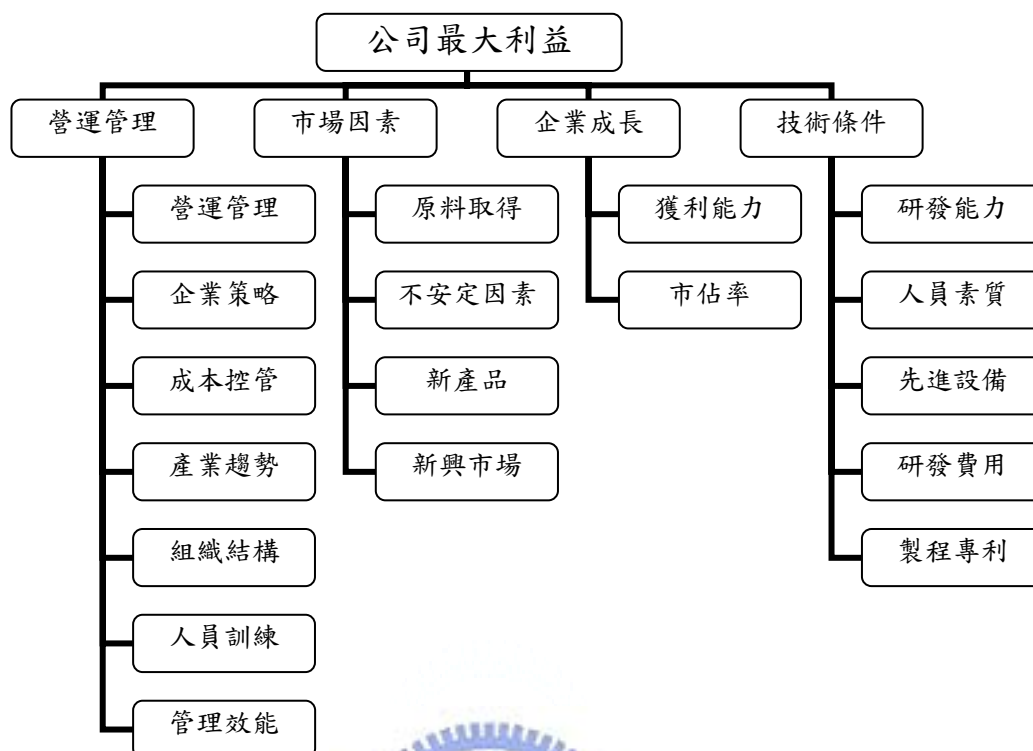 公司最大利益
營運管理
市場因素
企業成長
技術條件
營運管理
企業策略
成本控管
產業趨勢
組織結構
人員訓練
管理效能
原料取得
不安定因素
新產品
新興市場
獲利能力
市佔率
研發能力
人員素質
先進設備
研發費用
製程專利